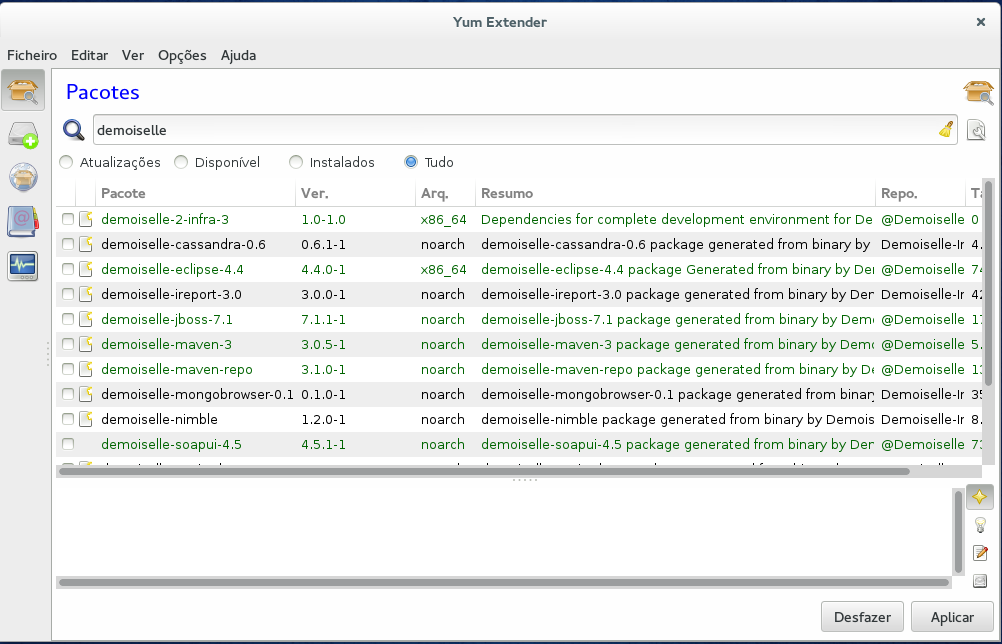 Yum Extender
Ficheiro Editar Ver Opções Ajuda
Pacotes
demoiselle
Atualizações Disponível Instalados Tudo
Pacote Ver. Arq. Resumo Repo.
demoiselle-2-infra-3 1.0-1.0 x86_64 Dependencies for complete development environment for De @Demoiselle 0
demoiselle-cassandra-0.6 0.6.1-1 noarch demoiselle-cassandra-0.6 package generated from binary by Demoiselle-Ir 4.
demoiselle-eclipse-4.4 4.4.0-1 x86_64 demoiselle-eclipse-4.4 package Generated from binary by De @Demoiselle 74
demoiselle-ireport-3.0 3.0.0-1 noarch demoiselle-ireport-3.0 package generated from binary by Der Demoiselle-Ir 42
demoiselle-jboss-7.1 7.1.1-1 noarch demoiselle-jboss-7.1 package generated from binary by Dem @Demoiselle 17
demoiselle-maven-3 3.0.5-1 noarch demoiselle-maven-3 package generated from binary by Dem @Demoiselle 5.
demoiselle-maven-repo 3.1.0-1 noarch demoiselle-maven-repo package generated from binary by De @Demoiselle 13
demoiselle-mongobrowser-0.1 0.1.0-1 noarch demoiselle-mongobrowser-0.1 package generated from binar Demoiselle-Ir 35
demoiselle-nimble 1.2.0-1 noarch demoiselle-nimble package generated from binary by Demois Demoiselle-Ir 8.
demoiselle-soapui-4.5 4.5.1-1 noarch demoiselle-soapui-4.5 package generated from binary by Der @Demoiselle 73
Desfazer Aplicar